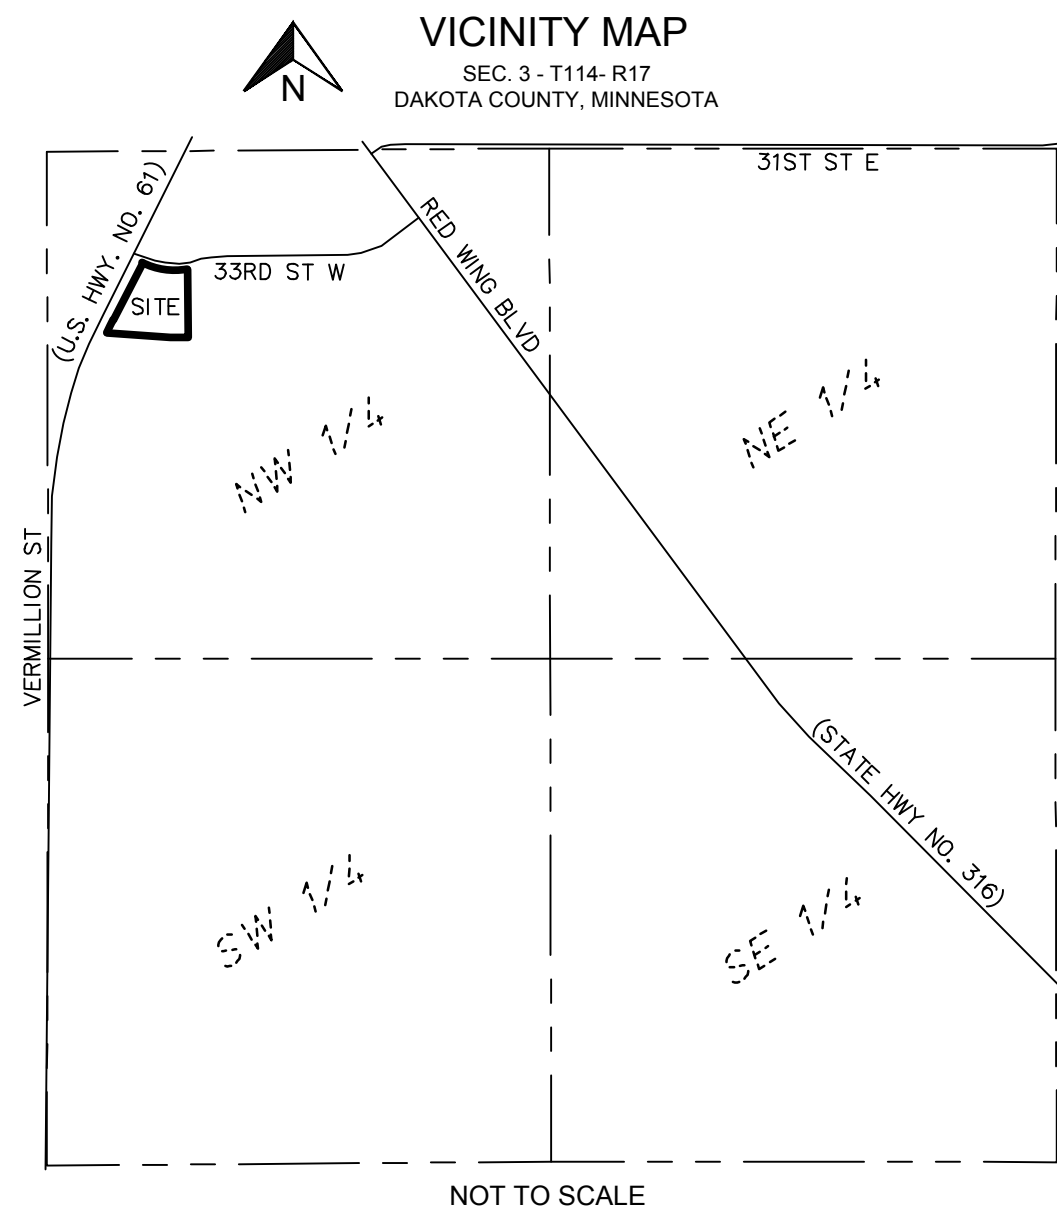 VICINITY MAP
SEC. 3 - T114- R17
DAKOTA COUNTY, MINNESOTA
N
31ST ST E
(U.S. HWY. NO. 61)
RED WING BLVD
33RD ST W
SITE
NW 1/4
NE 1/4
VERMILLION ST
(STATE HWY NO. 316)
SW 1/4
SE 1/4
NOT TO SCALE